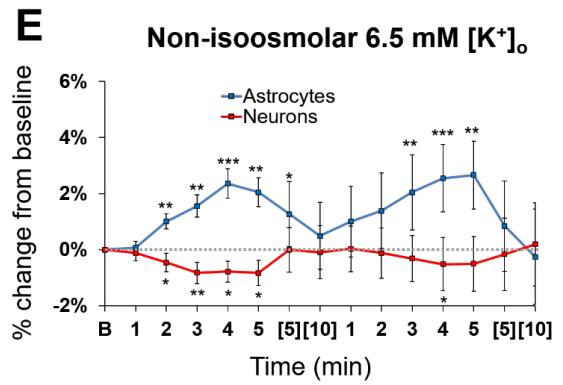 E
Non-isoosmolar 6.5 mM [K⁺]ₒ
% change from baseline
6%
4%
2%
0%
-2%
Astrocytes
Neurons
** ** *** ** * ** *** **
* ** * * *
B 1 2 3 4 5 [5] [10] 1 2 3 4 5 [5] [10]
Time (min)